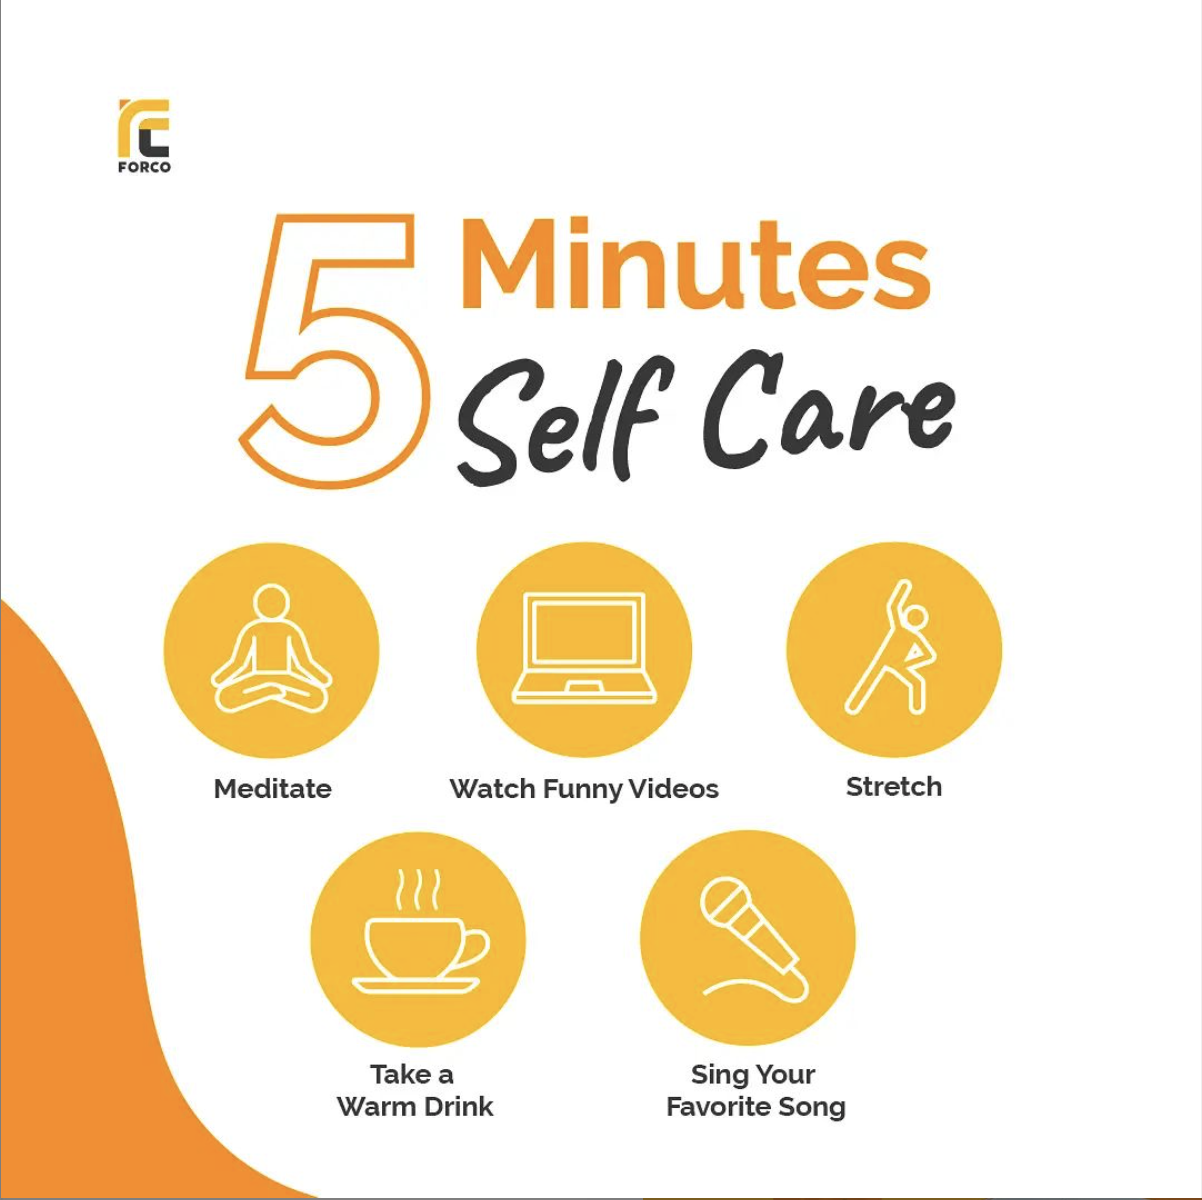 FORCO
5 Minutes
Self Care
Meditate
Watch Funny Videos
Stretch
Take a
Warm Drink
Sing Your
Favorite Song